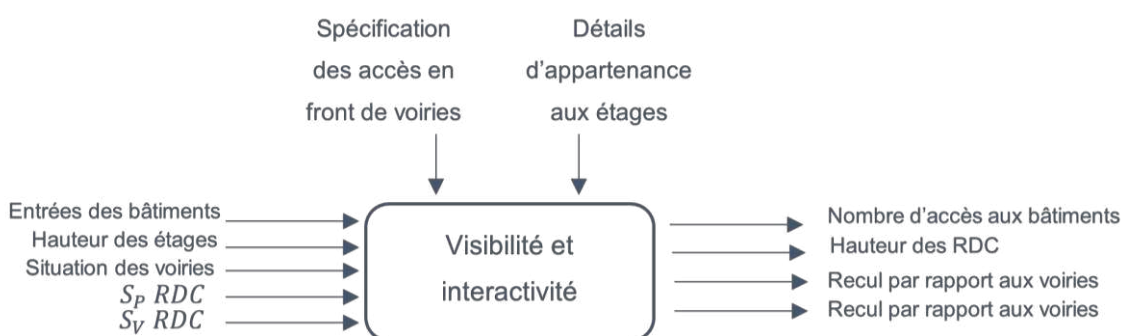 Spécification
des accès en
front de voiries
Détails
d'appartenance
aux étages
Entrées des bâtiments
Hauteur des étages
Situation des voiries
S_P RDC
S_V RDC
Visibilité et
interactivité
Nombre d'accès aux bâtiments
Hauteur des RDC
Recul par rapport aux voiries
Recul par rapport aux voiries